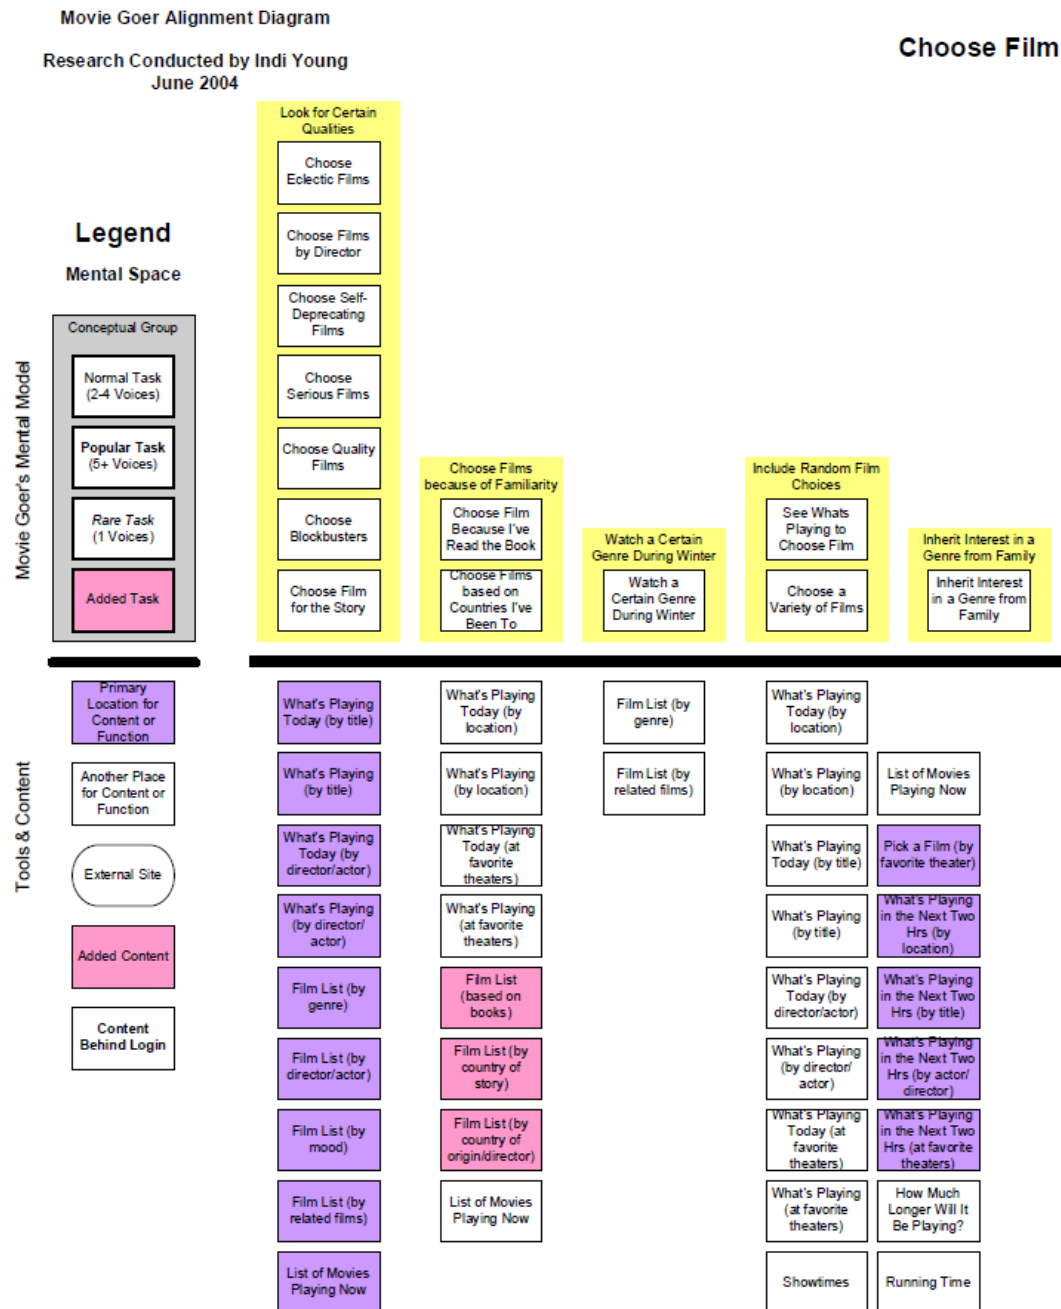 Movie Goer Alignment Diagram
Research Conducted by Indi Young
June 2004
Choose Film
Legend
Mental Space
Movie Goer's Mental Model
Conceptual Group
Normal Task
(2-4 Voices)
Popular Task
(5+ Voices)
Rare Task
(1 Voices)
Added Task
Look for Certain
Qualities
Choose
Eclectic Films
Choose Films
by Director
Choose Self-
Deprecating
Films
Choose
Serious Films
Choose Quality
Films
Choose
Blockbusters
Choose Film
for the Story
Choose Films
because of Familiarity
Choose Film
Because I've
Read the Book
Choose Films
based on
Countries I've
Been To
Watch a Certain
Genre During Winter
Watch a
Certain Genre
During Winter
Include Random Film
Choices
See Whats
Playing to
Choose Film
Choose a
Variety of Films
Inherit Interest in a
Genre from Family
Inherit Interest
in a Genre from
Family
Tools & Content
Primary
Location for
Content or
Function
Another Place
for Content or
Function
External Site
Added Content
Content
Behind Login
What's Playing
Today (by title)
What's Playing
(by title)
What's Playing
Today (by
director/actor)
What's Playing
(by director/
actor)
Film List (by
genre)
Film List (by
director/actor)
Film List (by
mood)
Film List (by
related films)
List of Movies
Playing Now
What's Playing
Today (by
location)
What's Playing
(by location)
What's Playing
Today (at
favorite
theaters)
What's Playing
(at favorite
theaters)
Film List
(based on
books)
Film List (by
country of
story)
Film List (by
country of
origin/director)
List of Movies
Playing Now
Film List (by
genre)
Film List (by
related films)
What's Playing
Today (by
location)
What's Playing
(by location)
What's Playing
Today (by title)
What's Playing
(by title)
What's Playing
Today (by
director/actor)
What's Playing
(by director/
actor)
What's Playing
Today (at
favorite
theaters)
What's Playing
(at favorite
theaters)
Showtimes
List of Movies
Playing Now
Pick a Film (by
favorite theater)
What's Playing
in the Next Two
Hrs (by
location)
What's Playing
in the Next Two
Hrs (by title)
What's Playing
in the Next Two
Hrs (by actor/
director)
What's Playing
in the Next Two
Hrs (at favorite
theaters)
How Much
Longer Will It
Be Playing?
Running Time